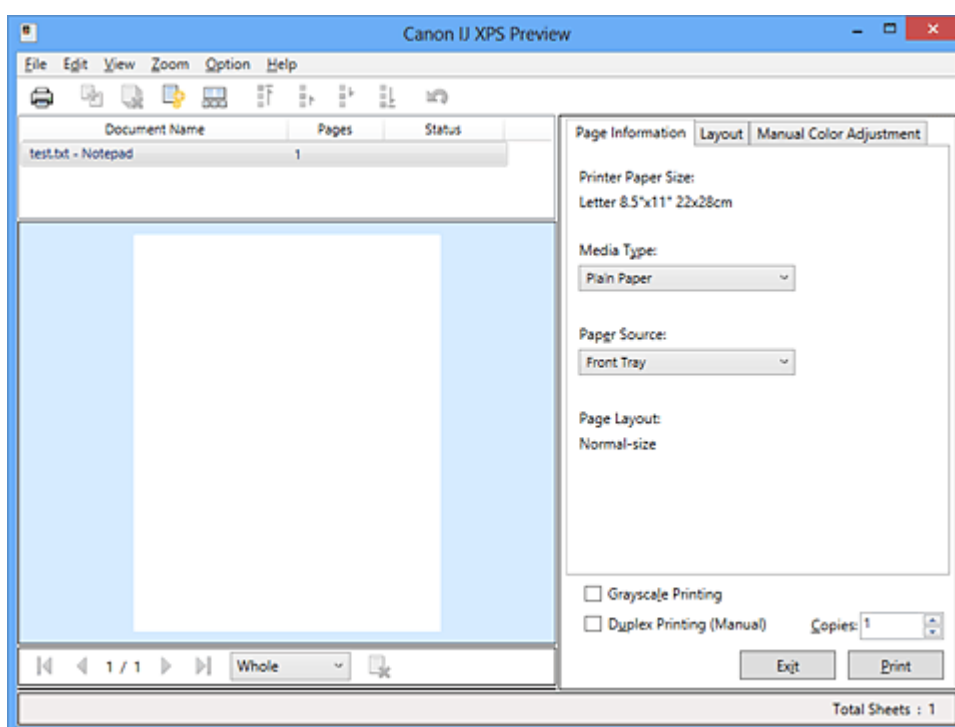 Canon IJ XPS Preview
File Edit View Zoom Option Help
Document Name Pages Status
test.txt - Notepad 1
Page Information Layout Manual Color Adjustment
Printer Paper Size:
Letter 8.5"x11" 22x28cm
Media Type:
Plain Paper
Paper Source:
Front Tray
Page Layout:
Normal-size
Grayscale Printing
Duplex Printing (Manual) Copies: 1
1 / 1 Whole
Exit Print
Total Sheets : 1